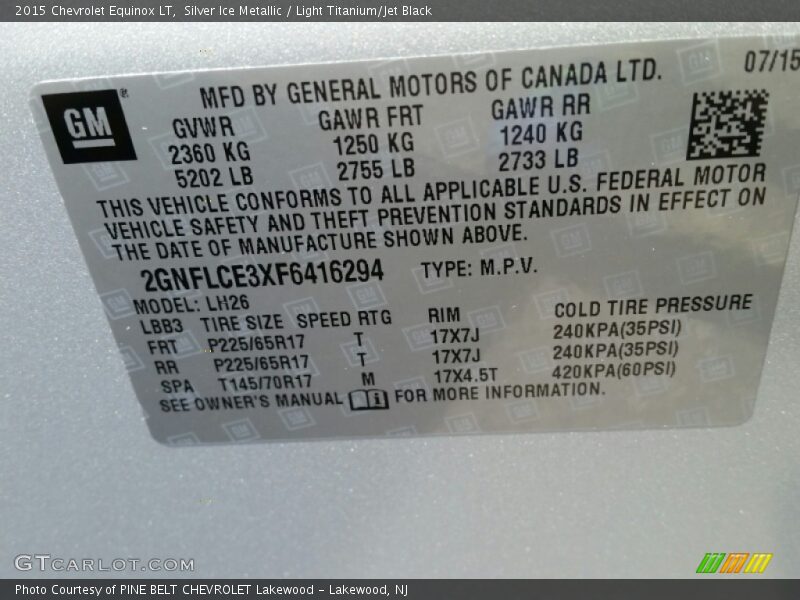 2015 Chevrolet Equinox LT,  Silver Ice Metallic / Light Titanium/Jet Black
07/15
MFD BY GENERAL MOTORS OF CANADA LTD.
GM ®
GVWR GAWR FRT GAWR RR
2360 KG 1250 KG 1240 KG
5202 LB 2755 LB 2733 LB
THIS VEHICLE CONFORMS TO ALL APPLICABLE U.S. FEDERAL MOTOR
VEHICLE SAFETY AND THEFT PREVENTION STANDARDS IN EFFECT ON
THE DATE OF MANUFACTURE SHOWN ABOVE.
2GNFLCE3XF6416294 TYPE: M.P.V.
MODEL: LH26
LBB3 TIRE SIZE SPEED RTG RIM COLD TIRE PRESSURE
FRT P225/65R17 T 17X7J 240KPA(35PSI)
RR P225/65R17 T 17X7J 240KPA(35PSI)
SPA T145/70R17 M 17X4.5T 420KPA(60PSI)
SEE OWNER'S MANUAL i FOR MORE INFORMATION.
GTCARLOT.COM
Photo Courtesy of PINE BELT CHEVROLET Lakewood - Lakewood, NJ